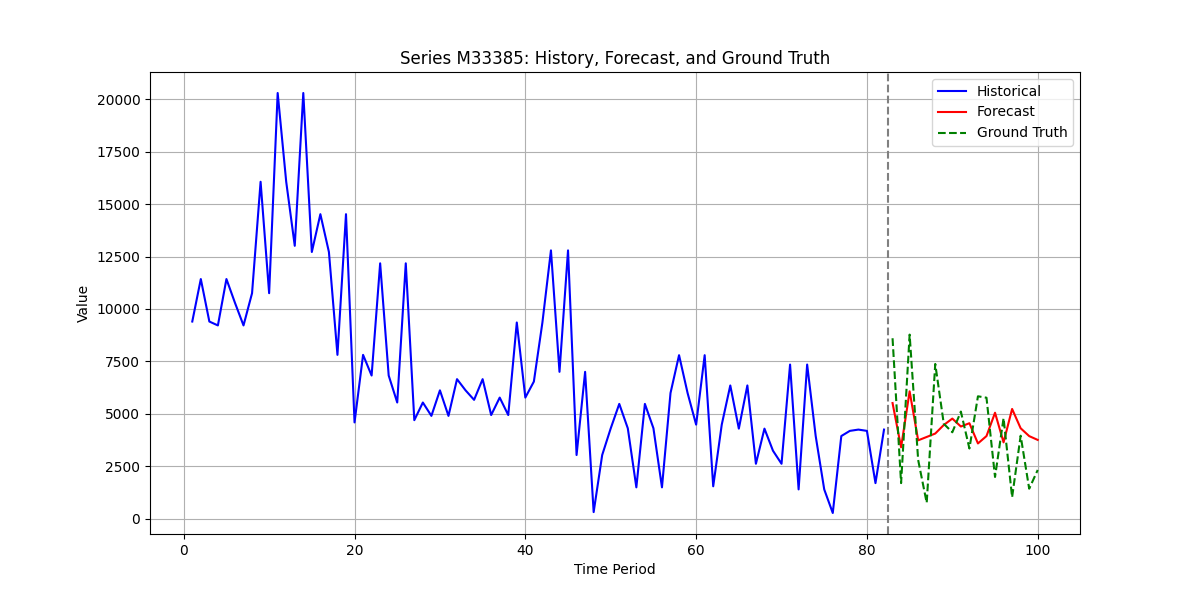 Series M33385: History, Forecast, and Ground Truth
Historical
Forecast
Ground Truth
Value
20000
17500
15000
12500
10000
7500
5000
2500
0
0 20 40 60 80 100
Time Period